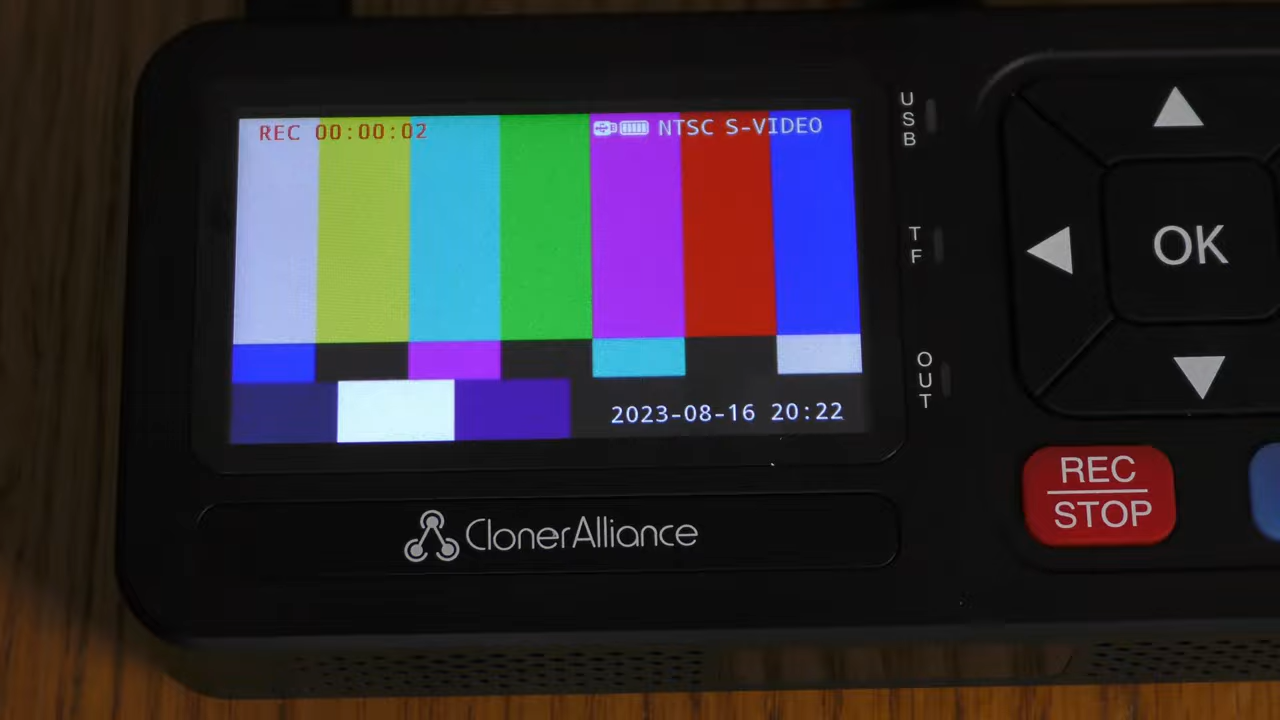 REC 00:00:02
NTSC S-VIDEO
2023-08-16 20:22
USB
TF
OUT
OK
REC
STOP
ClonerAlliance